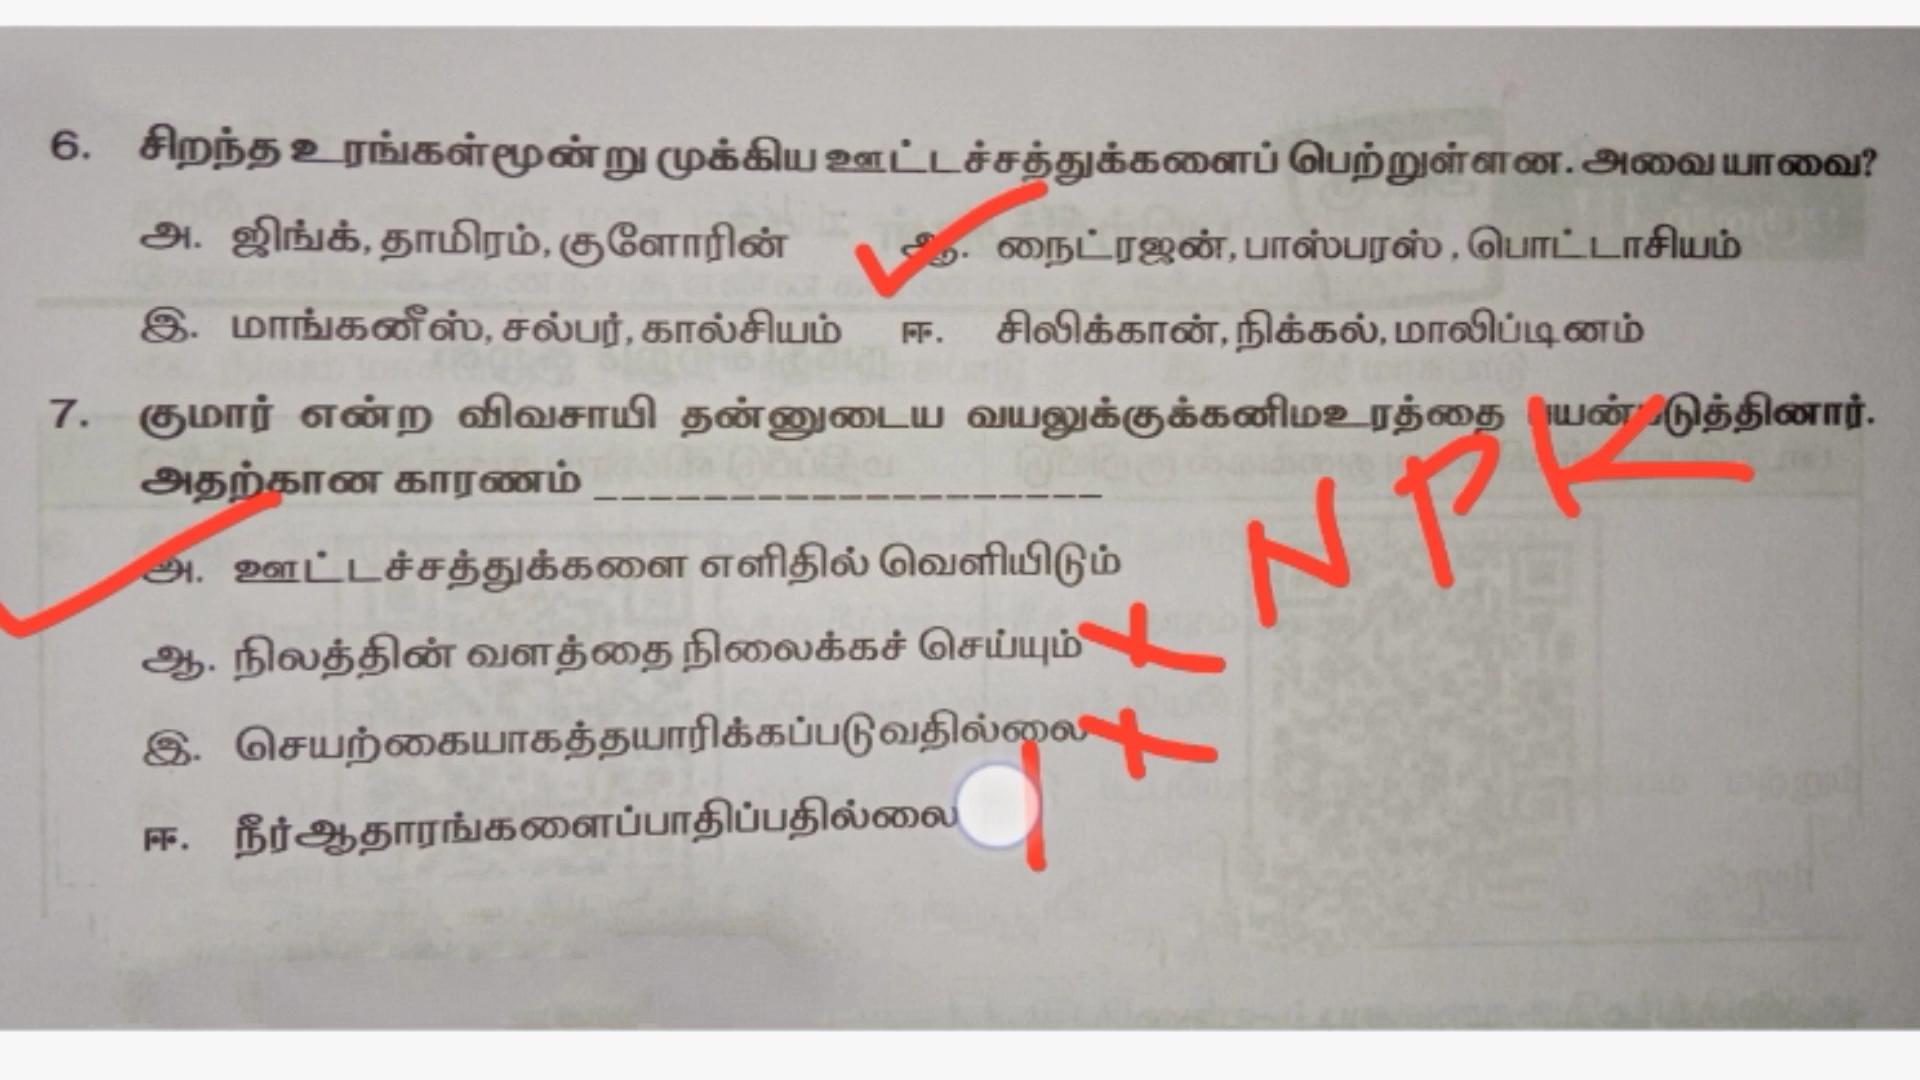 6. சிறந்த உரங்கள்மூன்று முக்கிய ஊட்டச்சத்துக்களைப் பெற்றுள்ளன. அவை யாவை?
அ. ஜிங்க், தாமிரம், குளோரின் ஆ. நைட்ரஜன், பாஸ்பரஸ் , பொட்டாசியம்
இ. மாங்கனீஸ், சல்பர், கால்சியம் ஈ. சிலிக்கான், நிக்கல், மாலிப்டினம்
7. குமார் என்ற விவசாயி தன்னுடைய வயலுக்குக்கனிமஉரத்தை பயன்படுத்தினார்.
அதற்கான காரணம் ___________________
அ. ஊட்டச்சத்துக்களை எளிதில் வெளியிடும்
N P K
ஆ. நிலத்தின் வளத்தை நிலைக்கச் செய்யும்
இ. செயற்கையாகத்தயாரிக்கப்படுவதில்லை
ஈ. நீர்ஆதாரங்களைப்பாதிப்பதில்லை